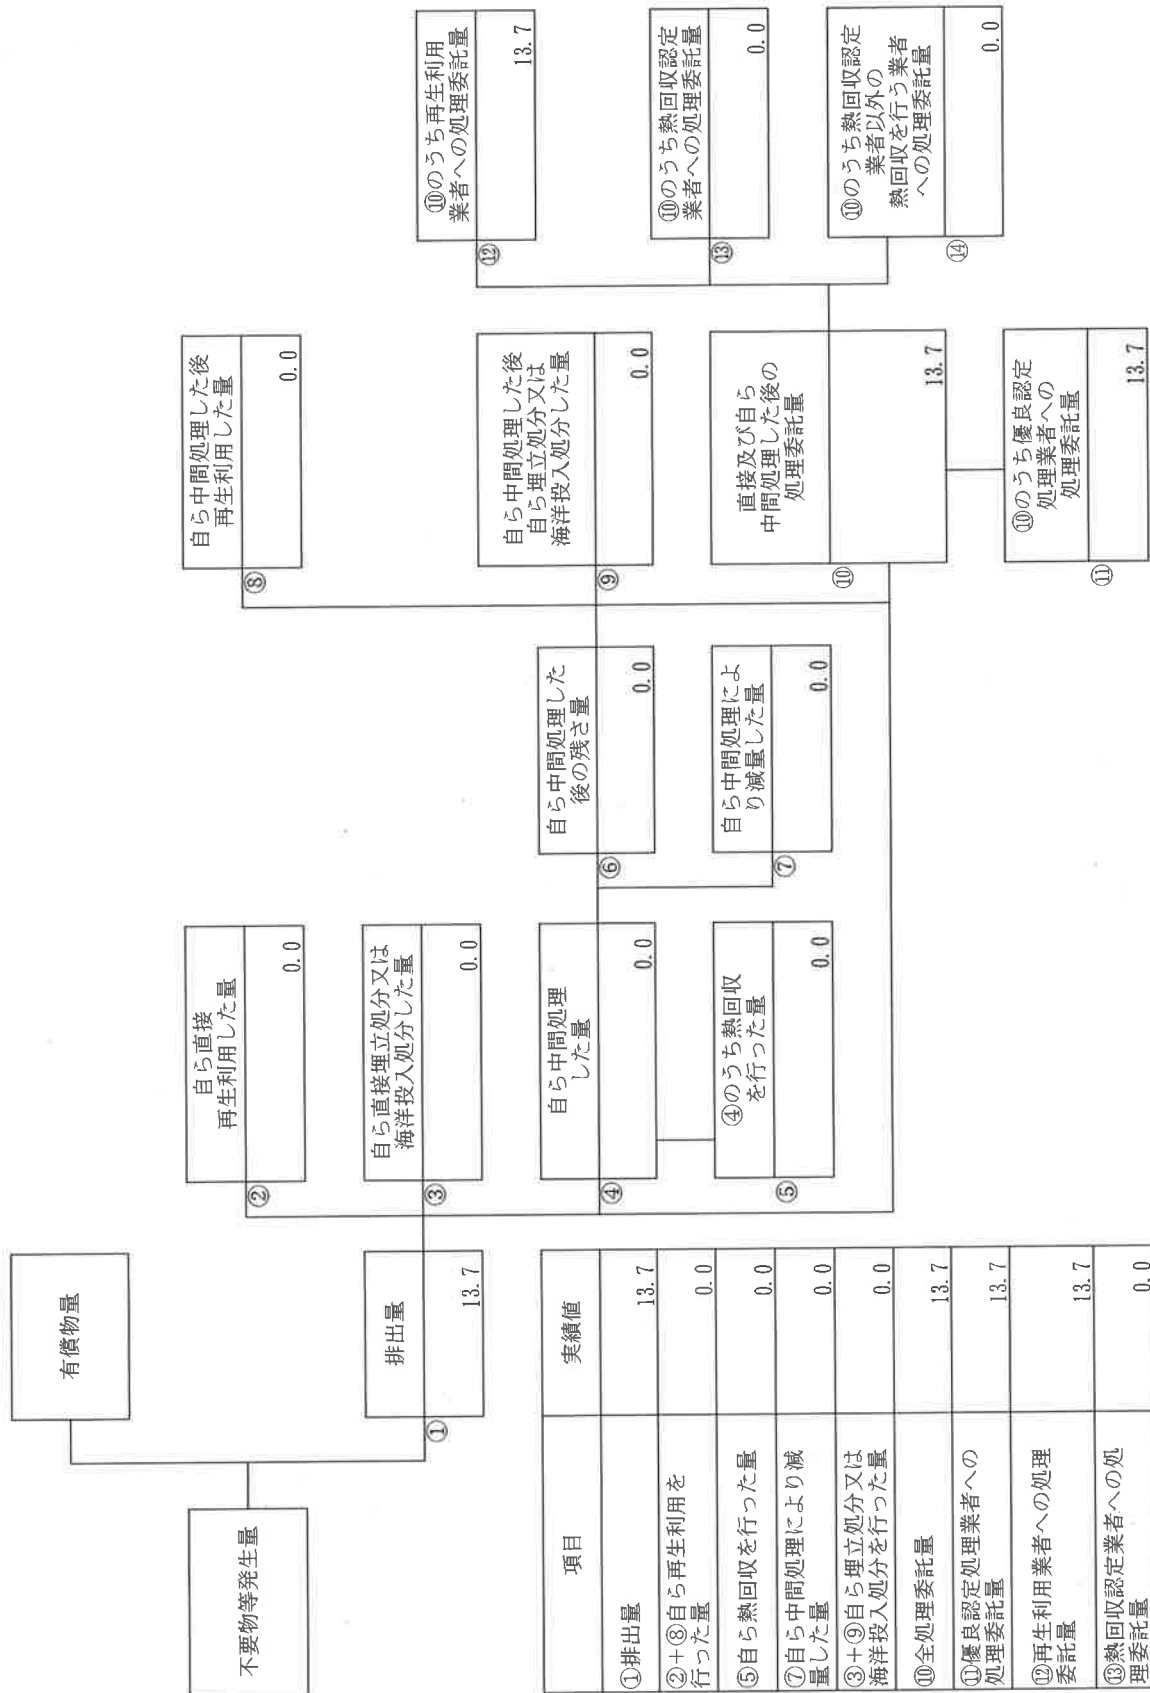 不要物等発生量
有償物量
排出量
①
13.7
自ら直接
再生利用した量
②
0.0
自ら直接埋立処分又は
海洋投入処分した量
③
0.0
自ら中間処理
した量
④
0.0
④のうち熱回収
を行った量
⑤
0.0
自ら中間処理した
後の残さ量
⑥
0.0
自ら中間処理によ
り減量した量
⑦
0.0
自ら中間処理した後
再生利用した量
⑧
0.0
自ら中間処理した後
自ら埋立処分又は
海洋投入処分した量
⑨
0.0
直接及び自ら
中間処理した後の
処理委託量
⑩
13.7
⑩のうち優良認定
処理業者への
処理委託量
⑪
13.7
⑩のうち再生利用
業者への処理委託量
⑫
13.7
⑩のうち熱回収認定
業者への処理委託量
⑬
0.0
⑩のうち熱回収認定
業者以外の
熱回収を行う業者
への処理委託量
⑭
0.0
項目 実績値
①排出量 13.7
②+⑧自ら再生利用を
行った量 0.0
⑤自ら熱回収を行った量 0.0
⑦自ら中間処理により減
量した量 0.0
③+⑨自ら埋立処分又は
海洋投入処分を行った量 0.0
⑩全処理委託量 13.7
⑪優良認定処理業者への
処理委託量 13.7
⑫再生利用業者への処理
委託量 13.7
⑬熱回収認定業者への処
理委託量 0.0